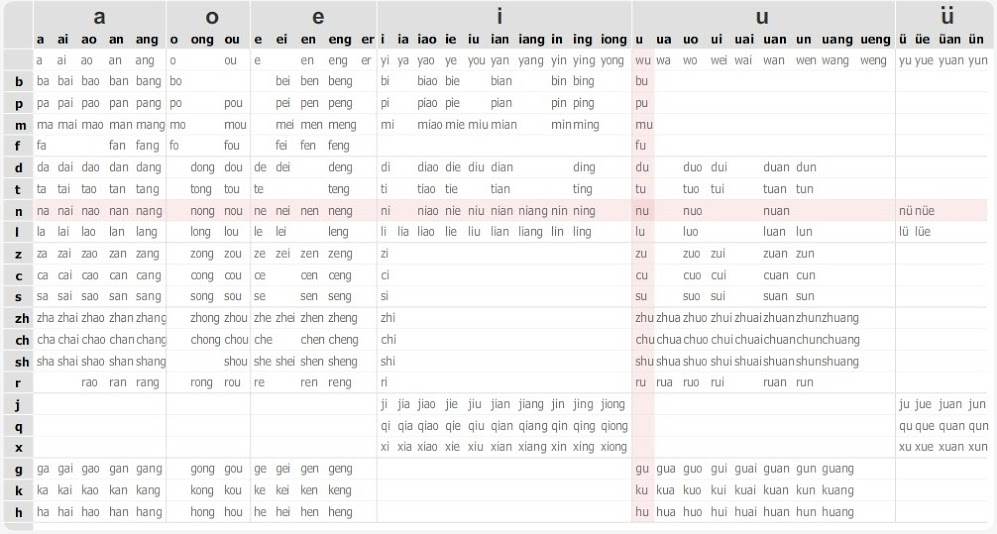 a o e i u ü
a ai ao an ang o ong ou e ei en eng er i ia iao ie iu ian iang in ing iong u ua uo ui uai uan un uang ueng ü üe üan ün
a ai ao an ang o ou e en eng er yi ya yao ye you yan yang yin ying yong wu wa wo wei wai wan wen wang weng yu yue yuan yun
b ba bai bao ban bang bo bei ben beng bi biao bie bian bin bing bu
p pa pai pao pan pang po pou pei pen peng pi piao pie pian pin ping pu
m ma mai mao man mang mo mou mei men meng mi miao mie miu mian min ming mu
f fa fan fang fo fou fei fen feng fu
d da dai dao dan dang dong dou de dei deng di diao die diu dian ding du duo dui duan dun
t ta tai tao tan tang tong tou te teng ti tiao tie tian ting tu tuo tui tuan tun
n na nai nao nan nang nong nou ne nei nen neng ni niao nie niu nian niang nin ning nu nuo nuan nü nüe
l la lai lao lan lang long lou le lei leng li lia liao lie liu lian liang lin ling lu luo luan lun lü lüe
z za zai zao zan zang zong zou ze zei zen zeng zi zu zuo zui zuan zun
c ca cai cao can cang cong cou ce cen ceng ci cu cuo cui cuan cun
s sa sai sao san sang song sou se sen seng si su suo sui suan sun
zh zha zhai zhao zhan zhang zhong zhou zhe zhei zhen zheng zhi zhu zhua zhuo zhui zhuai zhuan zhun zhuang
ch cha chai chao chan chang chong chou che chen cheng chi chu chua chuo chui chuai chuan chun chuang
sh sha shai shao shan shang shou she shei shen sheng shi shu shua shuo shui shuai shuan shun shuang
r rao ran rang rong rou re ren reng ri ru rua ruo rui ruan run
j ji jia jiao jie jiu jian jiang jin jing jiong ju jue juan jun
q qi qia qiao qie qiu qian qiang qin qing qiong qu que quan qun
x xi xia xiao xie xiu xian xiang xin xing xiong xu xue xuan xun
g ga gai gao gan gang gong gou ge gei gen geng gu gua guo gui guai guan gun guang
k ka kai kao kan kang kong kou ke kei ken keng ku kua kuo kui kuai kuan kun kuang
h ha hai hao han hang hong hou he hei hen heng hu hua huo hui huai huan hun huang